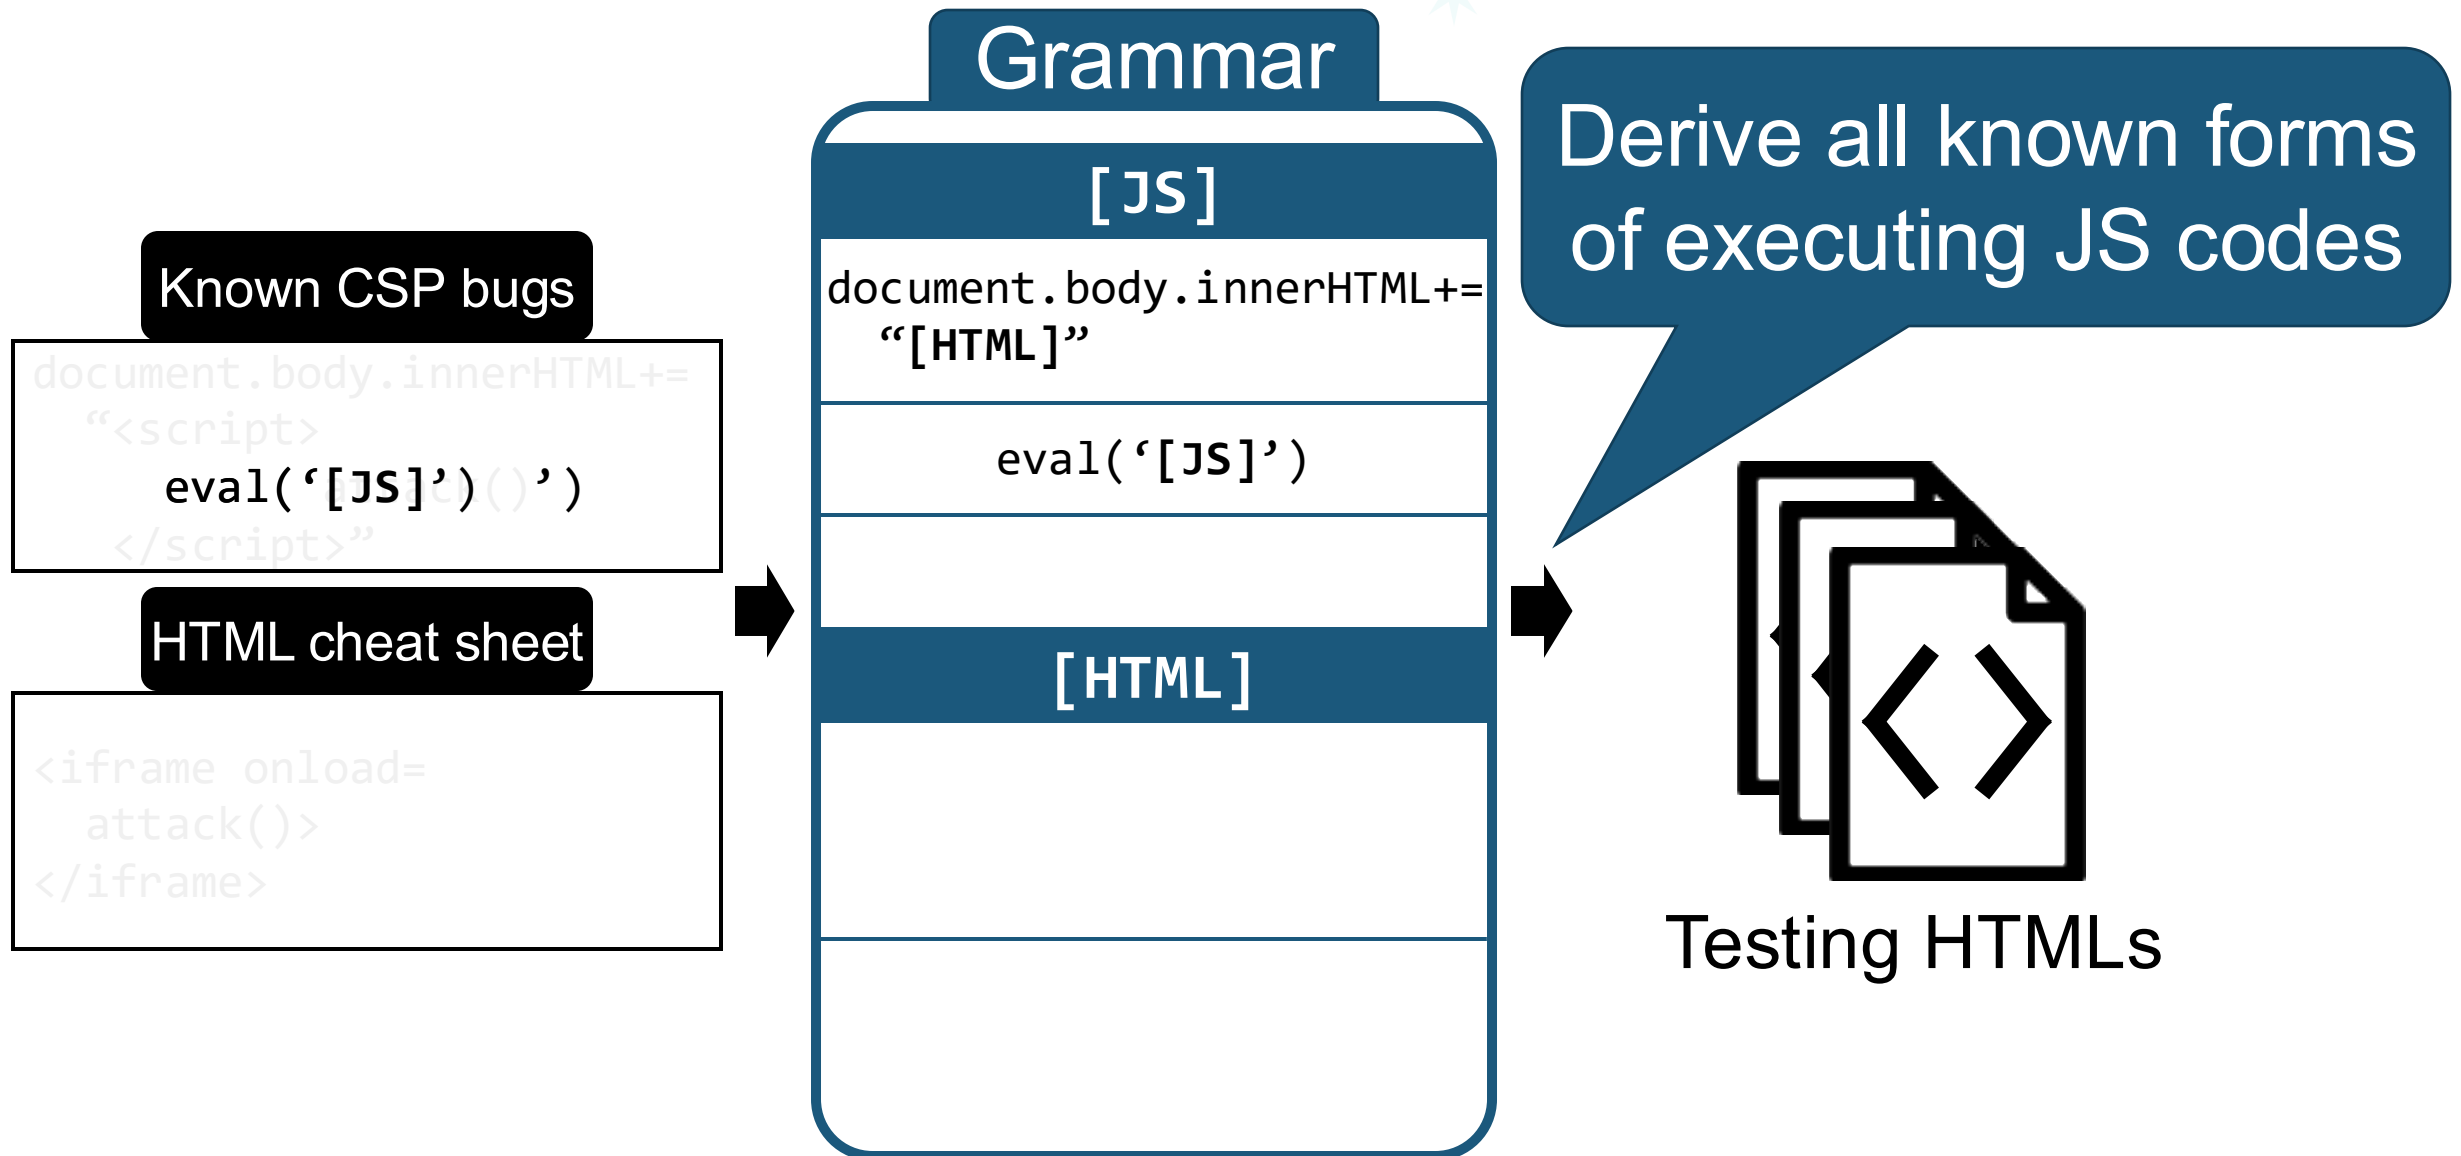 Known CSP bugs
document.body.innerHTML+=
“<script>
eval(‘[JS]’)
attack()’)
</script>”
HTML cheat sheet
<iframe onload=
attack()>
</iframe>
Grammar
[JS]
document.body.innerHTML+=
“[HTML]”
eval(‘[JS]’)
[HTML]
Derive all known forms
of executing JS codes
Testing HTMLs